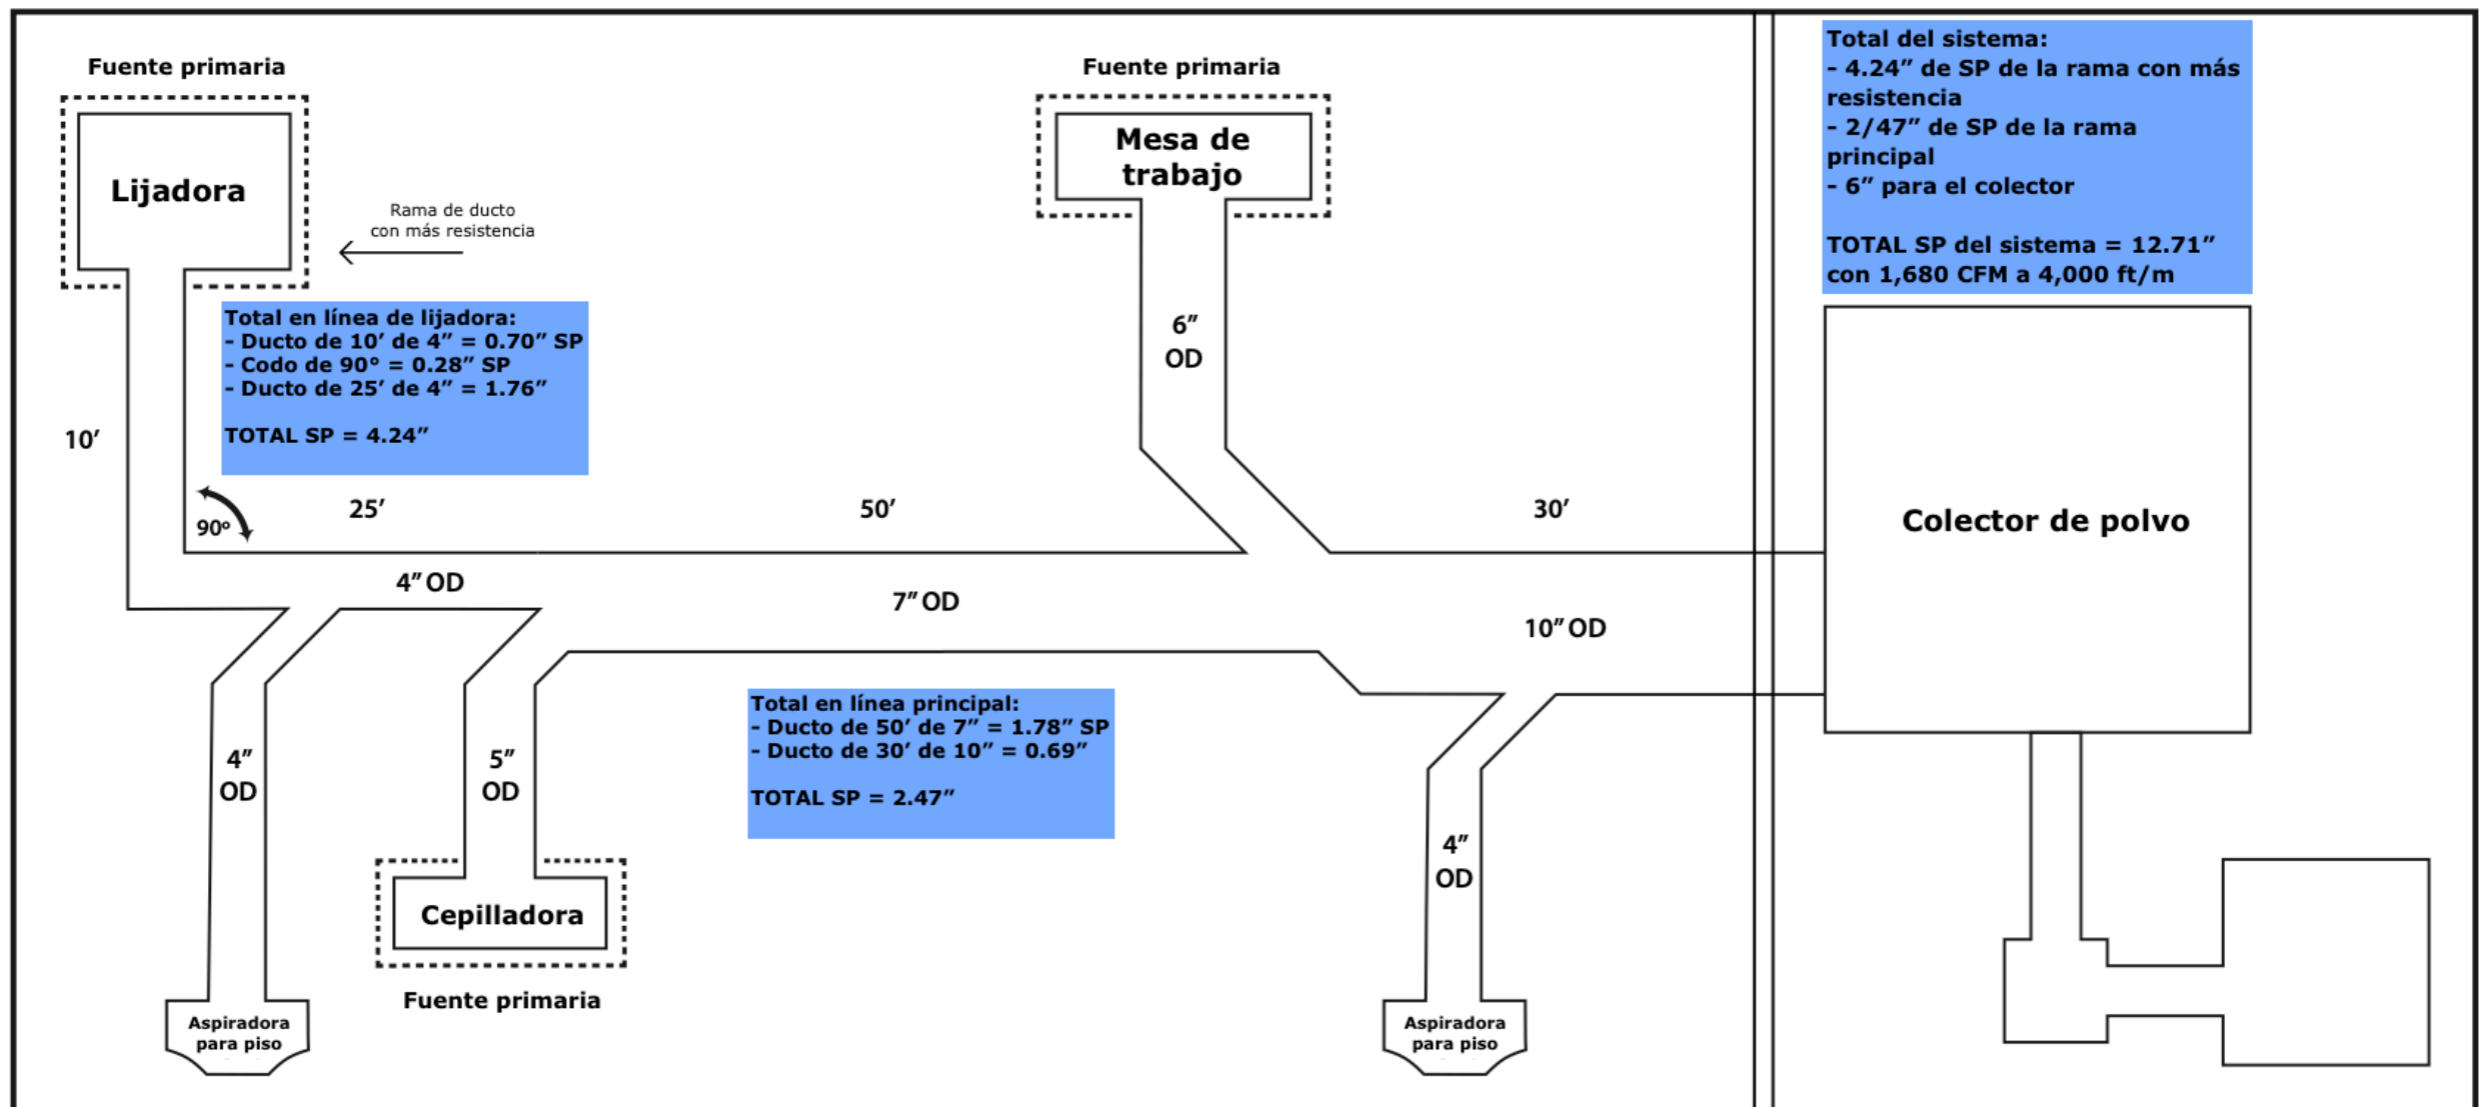 Fuente primaria
Lijadora
Rama de ducto
con más resistencia
Total en línea de lijadora:
- Ducto de 10’ de 4” = 0.70” SP
- Codo de 90° = 0.28” SP
- Ducto de 25’ de 4” = 1.76”
TOTAL SP = 4.24”
10’
90º
25’
4” OD
4”
OD
Aspiradora
para piso
5”
OD
Cepilladora
Fuente primaria
Fuente primaria
Mesa de
trabajo
6”
OD
50’
7” OD
Total en línea principal:
- Ducto de 50’ de 7” = 1.78” SP
- Ducto de 30’ de 10” = 0.69”
TOTAL SP = 2.47”
30’
10” OD
4”
OD
Aspiradora
para piso
Total del sistema:
- 4.24” de SP de la rama con más
resistencia
- 2/47” de SP de la rama
principal
- 6” para el colector
TOTAL SP del sistema = 12.71”
con 1,680 CFM a 4,000 ft/m
Colector de polvo